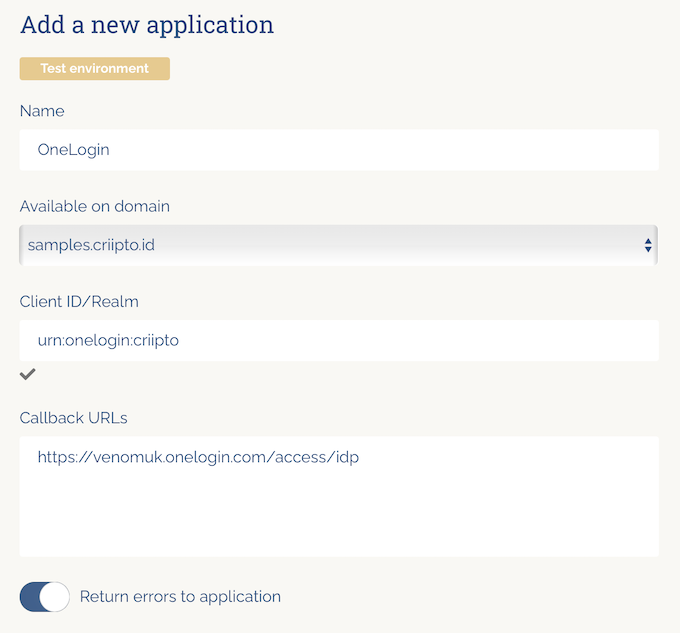 Add a new application
Test environment
Name
OneLogin
Available on domain
samples.criipto.id
Client ID/Realm
urn:onelogin:criipto
Callback URLs
https://venomuk.onelogin.com/access/idp
Return errors to application